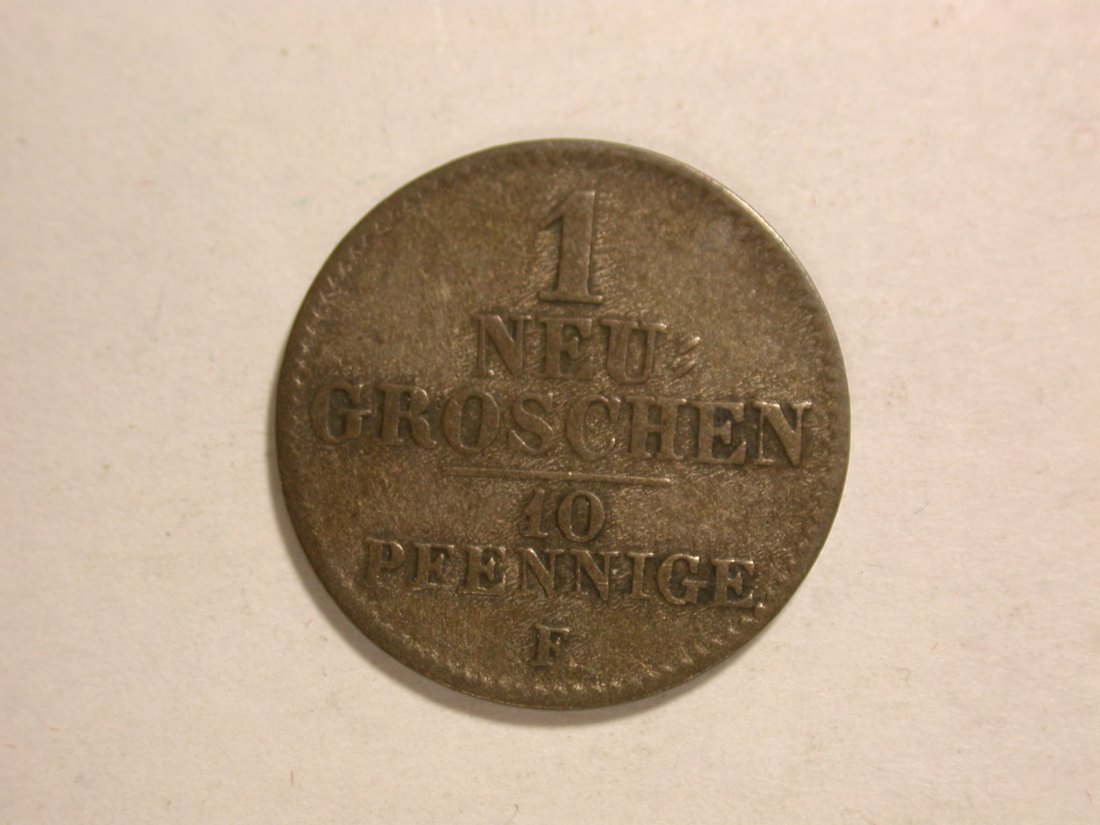 1
NEU-
GROSCHEN
10
PFENNIGE
F